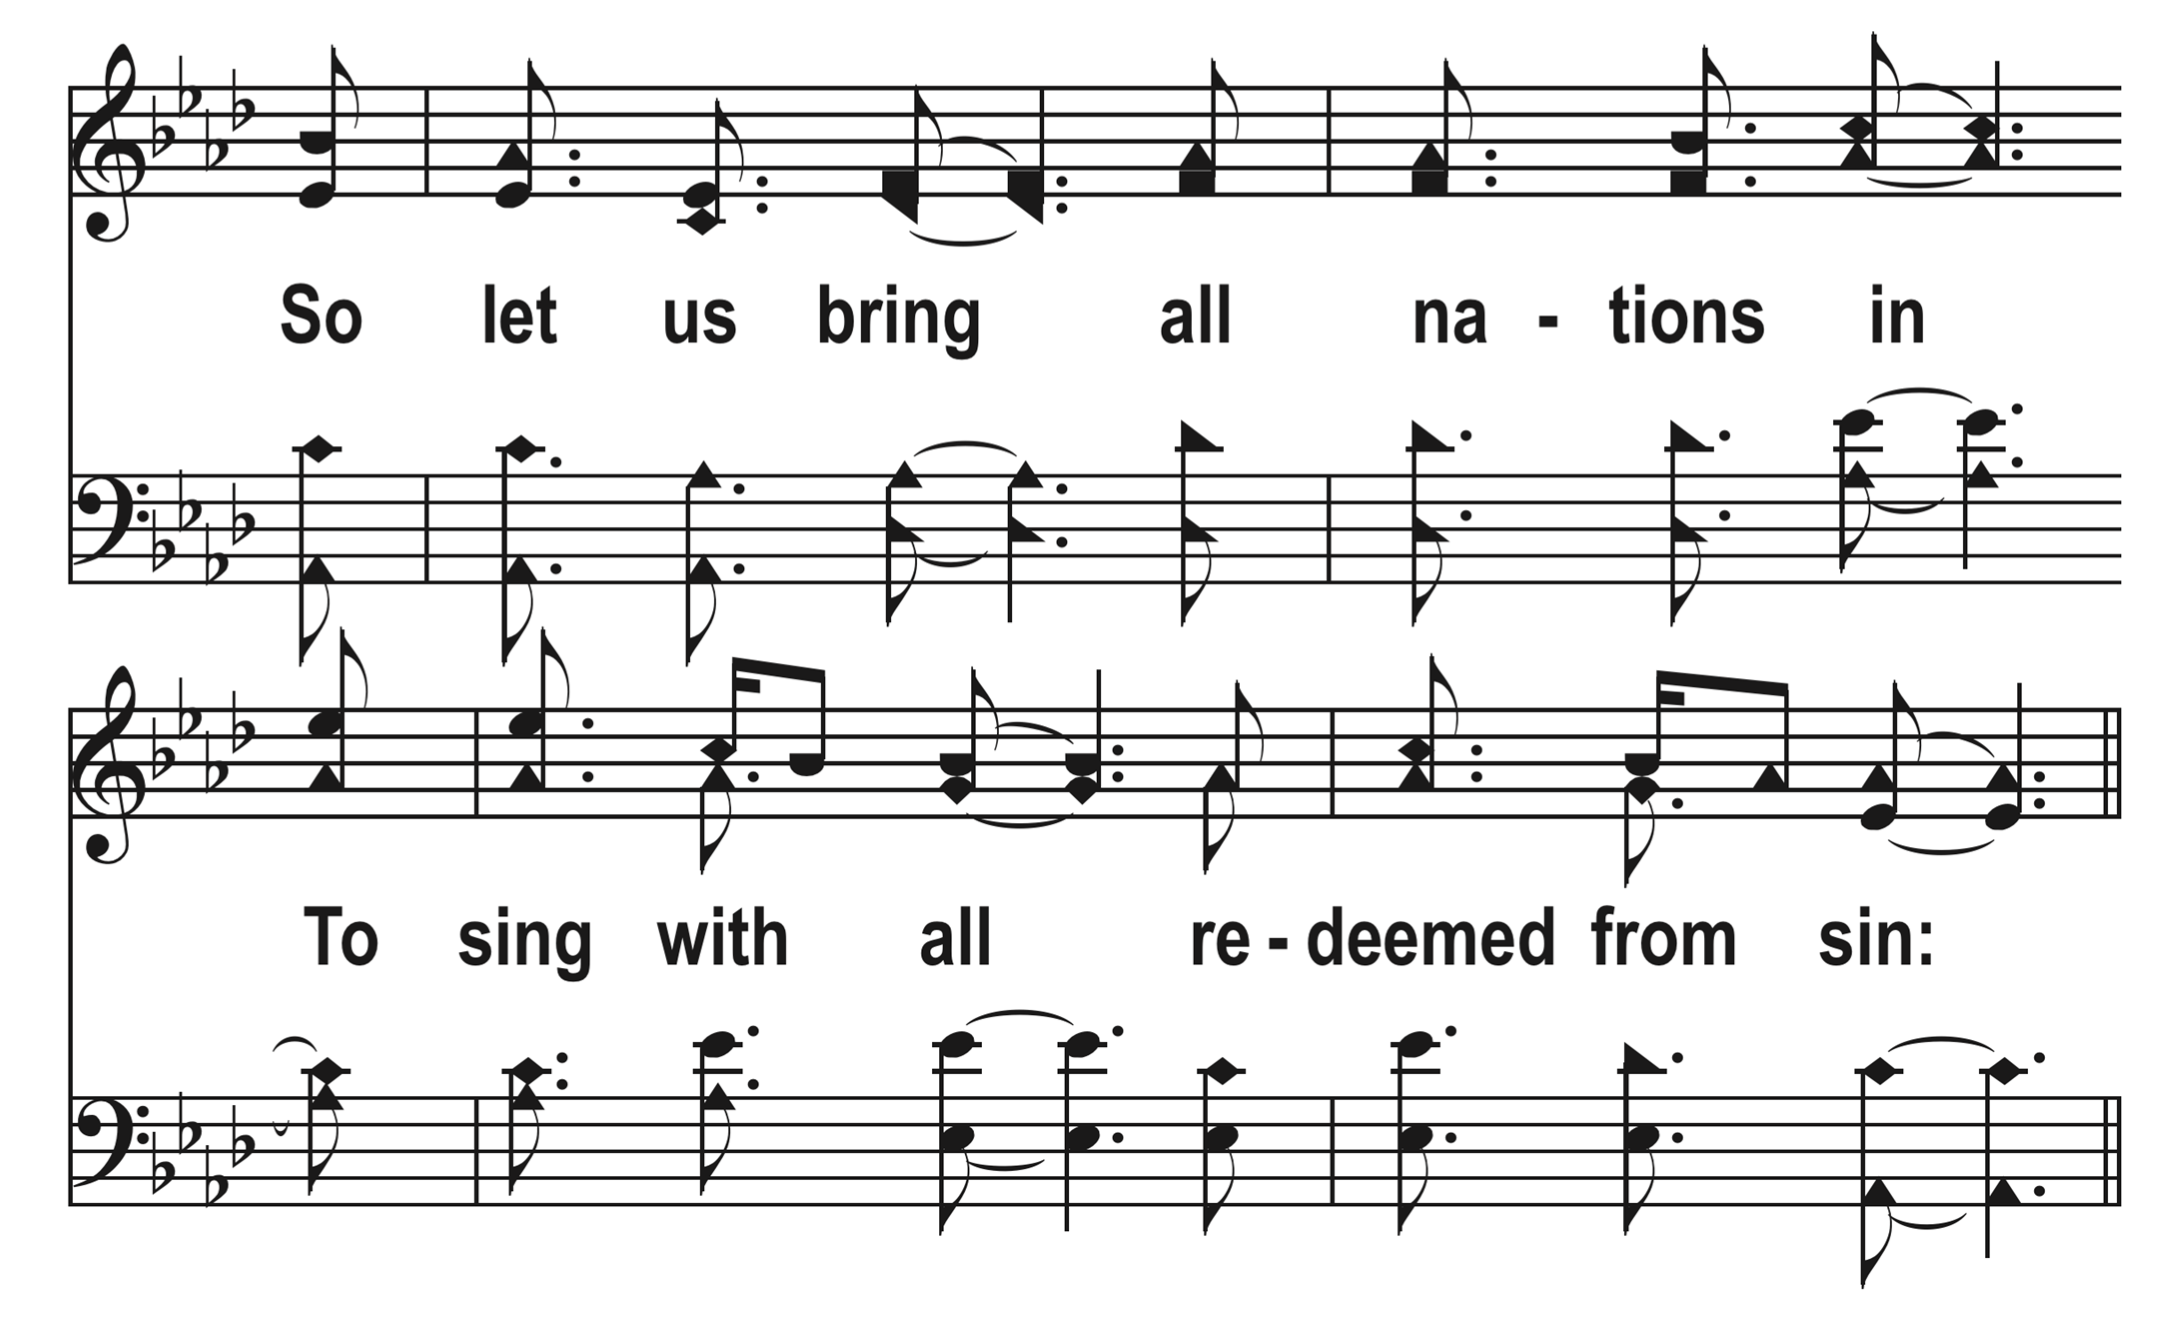 So let us bring all na - tions in
To sing with all re - deemed from sin: